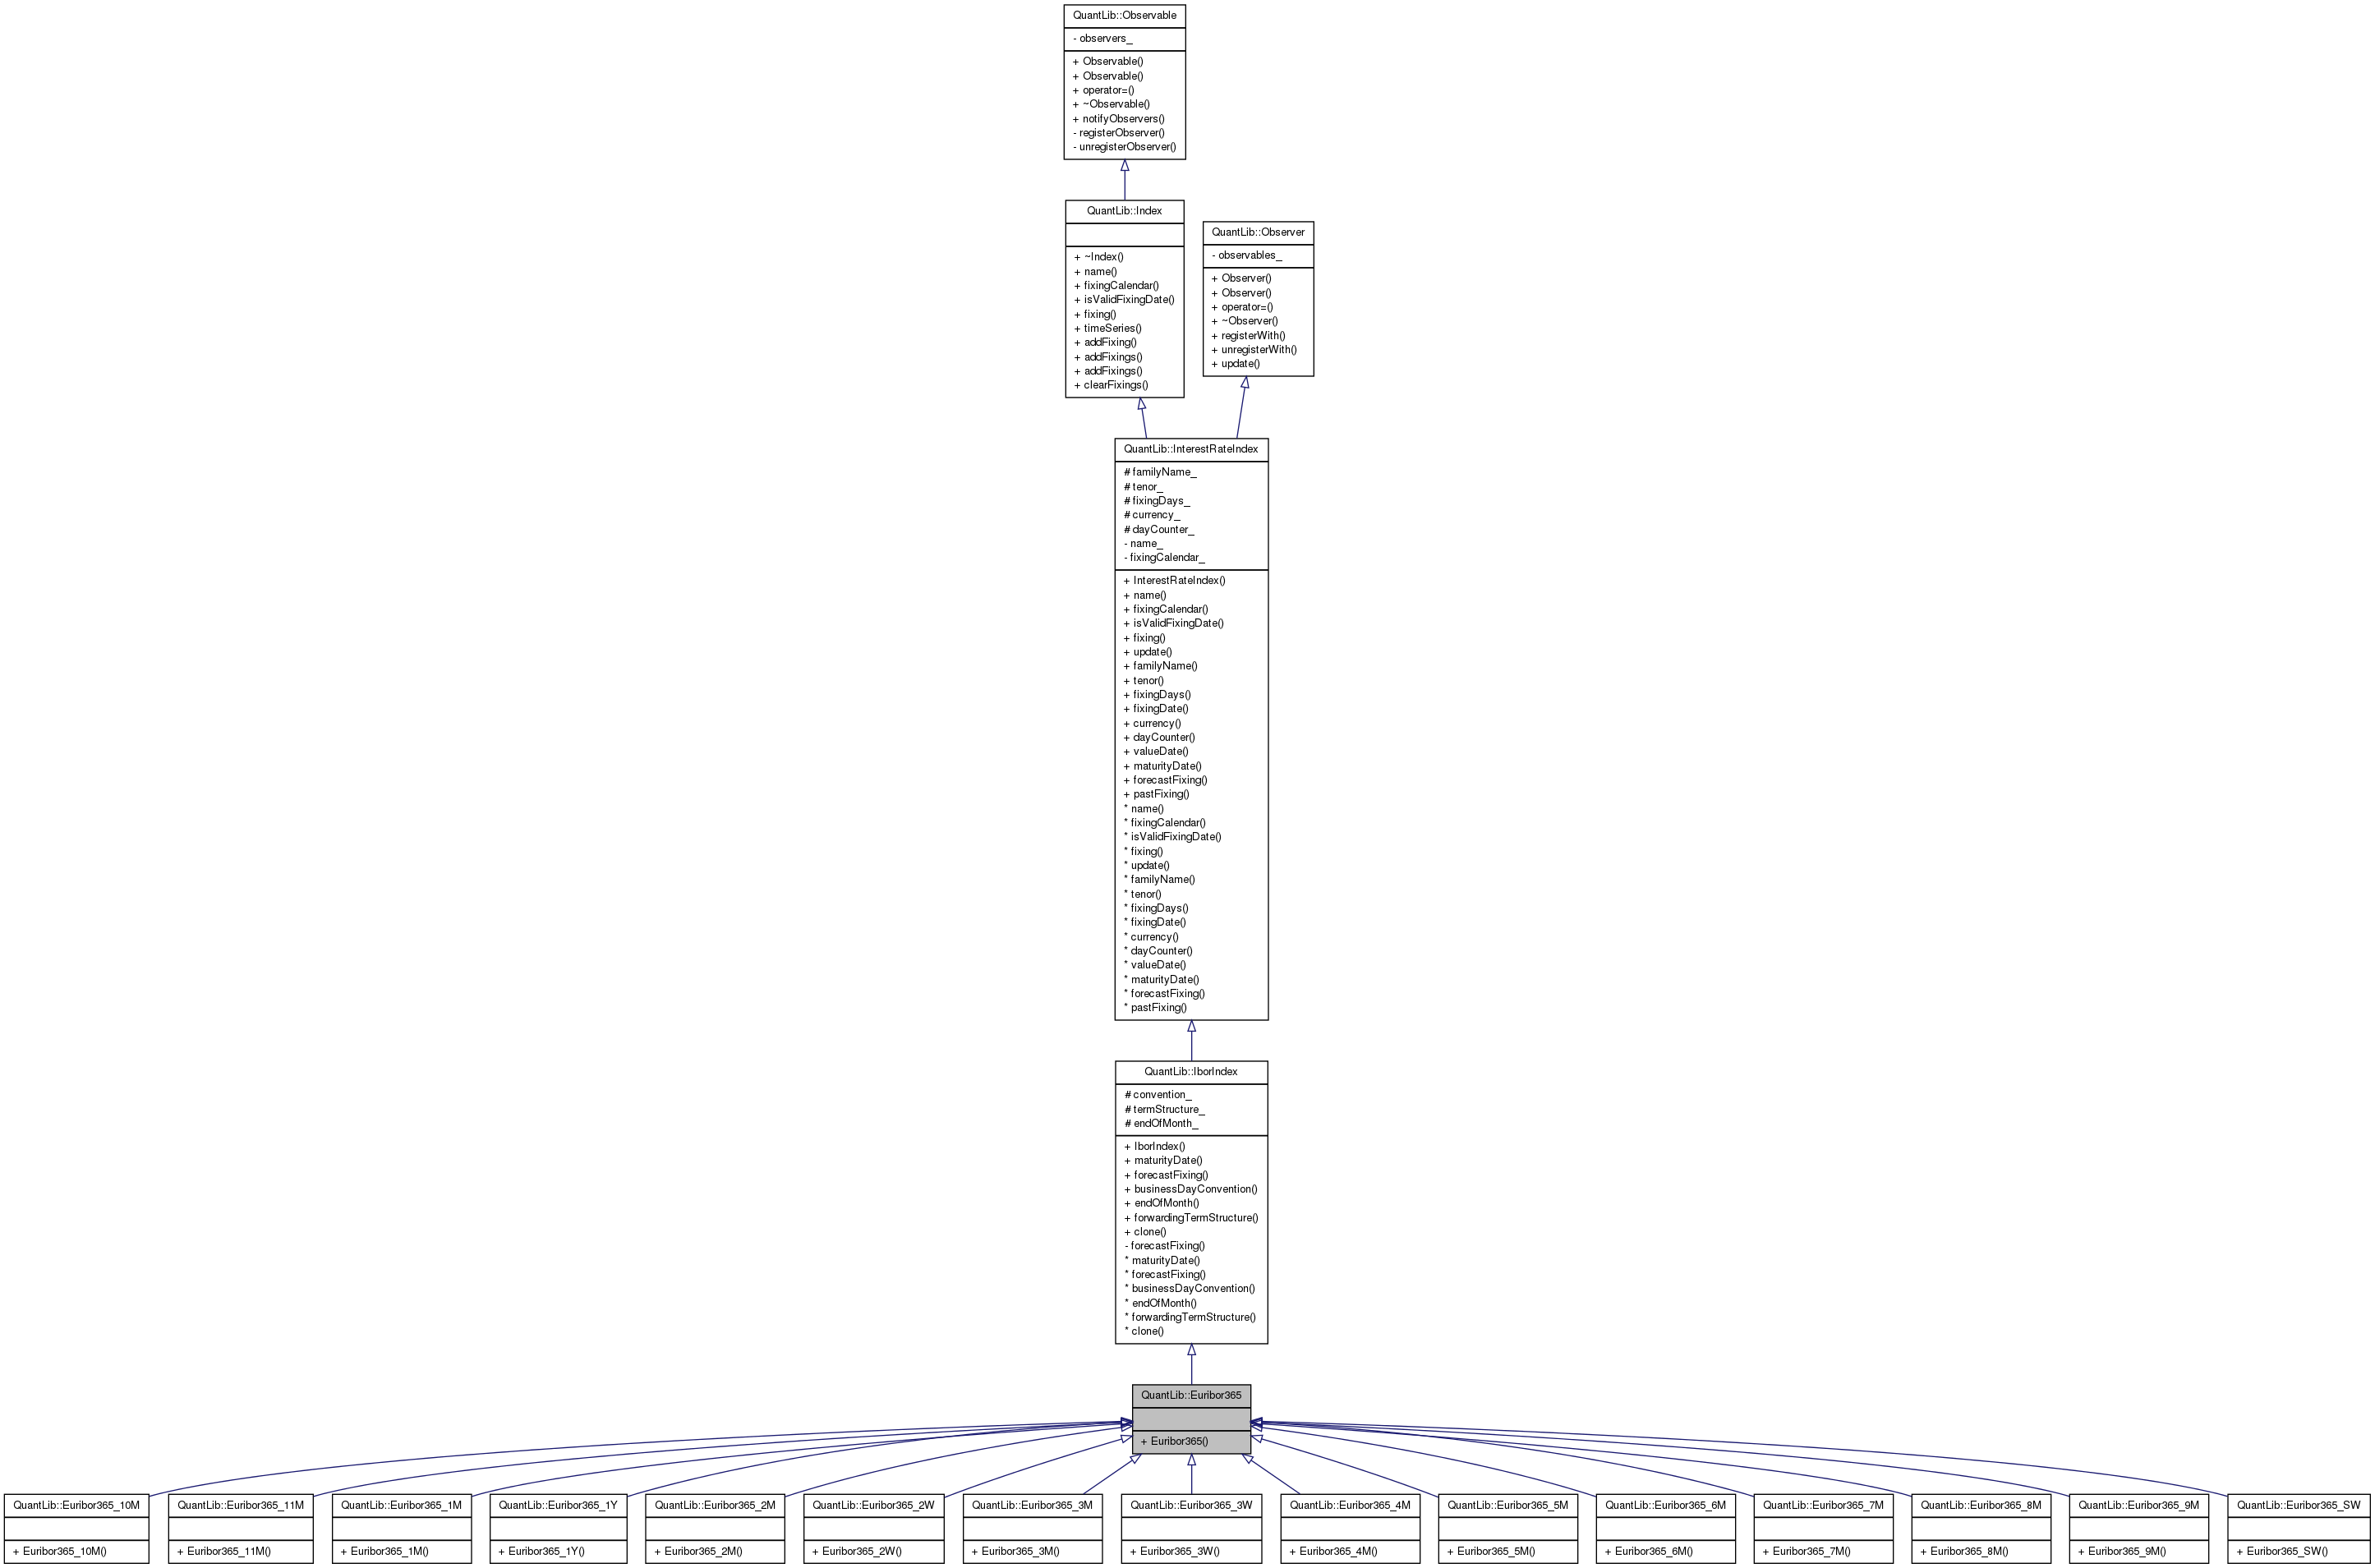 QuantLib::Observable
- observers_
+ Observable()
+ Observable()
+ operator=()
+ ~Observable()
+ notifyObservers()
- registerObserver()
- unregisterObserver()
QuantLib::Index
+ ~Index()
+ name()
+ fixingCalendar()
+ isValidFixingDate()
+ fixing()
+ timeSeries()
+ addFixing()
+ addFixings()
+ addFixings()
+ clearFixings()
QuantLib::Observer
- observables_
+ Observer()
+ Observer()
+ operator=()
+ ~Observer()
+ registerWith()
+ unregisterWith()
+ update()
QuantLib::InterestRateIndex
# familyName_
# tenor_
# fixingDays_
# currency_
# dayCounter_
- name_
- fixingCalendar_
+ InterestRateIndex()
+ name()
+ fixingCalendar()
+ isValidFixingDate()
+ fixing()
+ update()
+ familyName()
+ tenor()
+ fixingDays()
+ fixingDate()
+ currency()
+ dayCounter()
+ valueDate()
+ maturityDate()
+ forecastFixing()
+ pastFixing()
* name()
* fixingCalendar()
* isValidFixingDate()
* fixing()
* update()
* familyName()
* tenor()
* fixingDays()
* fixingDate()
* currency()
* dayCounter()
* valueDate()
* maturityDate()
* forecastFixing()
* pastFixing()
QuantLib::IborIndex
# convention_
# termStructure_
# endOfMonth_
+ IborIndex()
+ maturityDate()
+ forecastFixing()
+ businessDayConvention()
+ endOfMonth()
+ forwardingTermStructure()
+ clone()
- forecastFixing()
* maturityDate()
* forecastFixing()
* businessDayConvention()
* endOfMonth()
* forwardingTermStructure()
* clone()
QuantLib::Euribor365
+ Euribor365()
QuantLib::Euribor365_10M
+ Euribor365_10M()
QuantLib::Euribor365_11M
+ Euribor365_11M()
QuantLib::Euribor365_1M
+ Euribor365_1M()
QuantLib::Euribor365_1Y
+ Euribor365_1Y()
QuantLib::Euribor365_2M
+ Euribor365_2M()
QuantLib::Euribor365_2W
+ Euribor365_2W()
QuantLib::Euribor365_3M
+ Euribor365_3M()
QuantLib::Euribor365_3W
+ Euribor365_3W()
QuantLib::Euribor365_4M
+ Euribor365_4M()
QuantLib::Euribor365_5M
+ Euribor365_5M()
QuantLib::Euribor365_6M
+ Euribor365_6M()
QuantLib::Euribor365_7M
+ Euribor365_7M()
QuantLib::Euribor365_8M
+ Euribor365_8M()
QuantLib::Euribor365_9M
+ Euribor365_9M()
QuantLib::Euribor365_SW
+ Euribor365_SW()